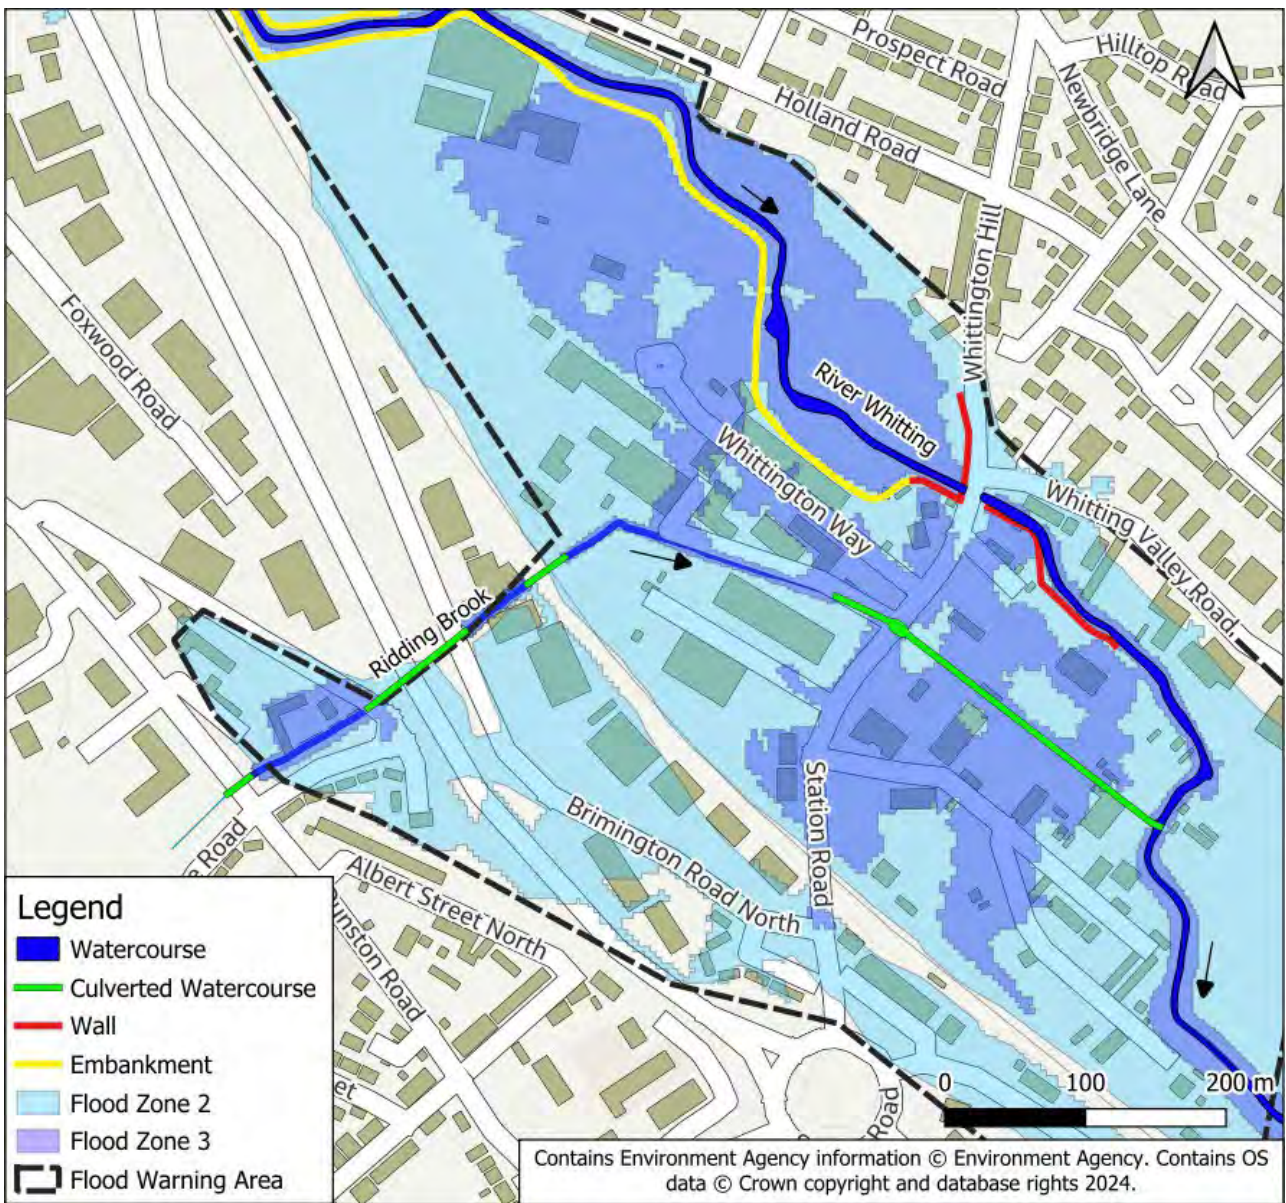 Prospect Road
Hilltop Road
Newbridge Lane
Holland Road
Whittington Hill
Foxwood Road
River Whitting
Whittington Way
Whitting Valley Road
Ridding Brook
Station Road
Brimington Road North
Albert Street North
e Road
unston Road
et
Road
Legend
Watercourse
Culverted Watercourse
Wall
Embankment
Flood Zone 2
Flood Zone 3
Flood Warning Area
0 100 200 m
Contains Environment Agency information © Environment Agency. Contains OS
data © Crown copyright and database rights 2024.